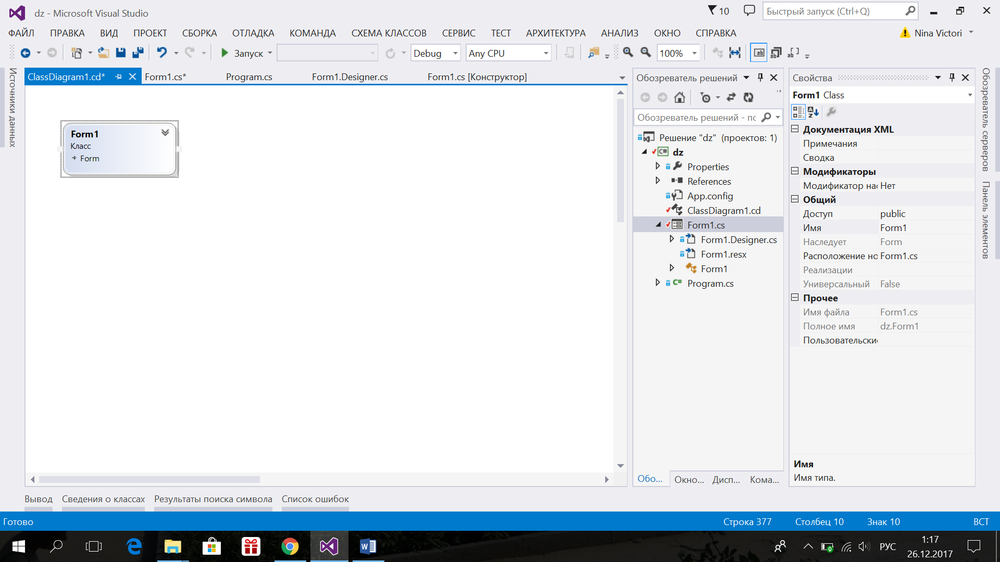 dz - Microsoft Visual Studio
10
Быстрый запуск (Ctrl+Q)
ФАЙЛ ПРАВКА ВИД ПРОЕКТ СБОРКА ОТЛАДКА КОМАНДА СХЕМА КЛАССОВ СЕРВИС ТЕСТ АРХИТЕКТУРА АНАЛИЗ ОКНО СПРАВКА
Nina Victori
Запуск Debug Any CPU 100%
Источники данных
ClassDiagram1.cd* Form1.cs* Program.cs Form1.Designer.cs Form1.cs [Конструктор]
Form1
Класс
Form
Обозреватель решений
Обозреватель решений - пс
Решение "dz" (проектов: 1)
dz
Properties
References
App.config
ClassDiagram1.cd
Form1.cs
Form1.Designer.cs
Form1.resx
Form1
Program.cs
Обо... Окно... Дисп... Кома...
Свойства
Form1 Class
Документация XML
Примечания
Сводка
Модификаторы
Модификатор нас Нет
Общий
Доступ public
Имя Form1
Наследует Form
Расположение но Form1.cs
Реализации
Универсальный False
Прочее
Имя файла Form1.cs
Полное имя dz.Form1
Пользовательские
Имя
Имя типа.
Обозреватель серверов
Панель элементов
Вывод Сведения о классах Результаты поиска символа Список ошибок
Готово Строка 377 Столбец 10 Знак 10 ВСТ
РУС
1:17
26.12.2017